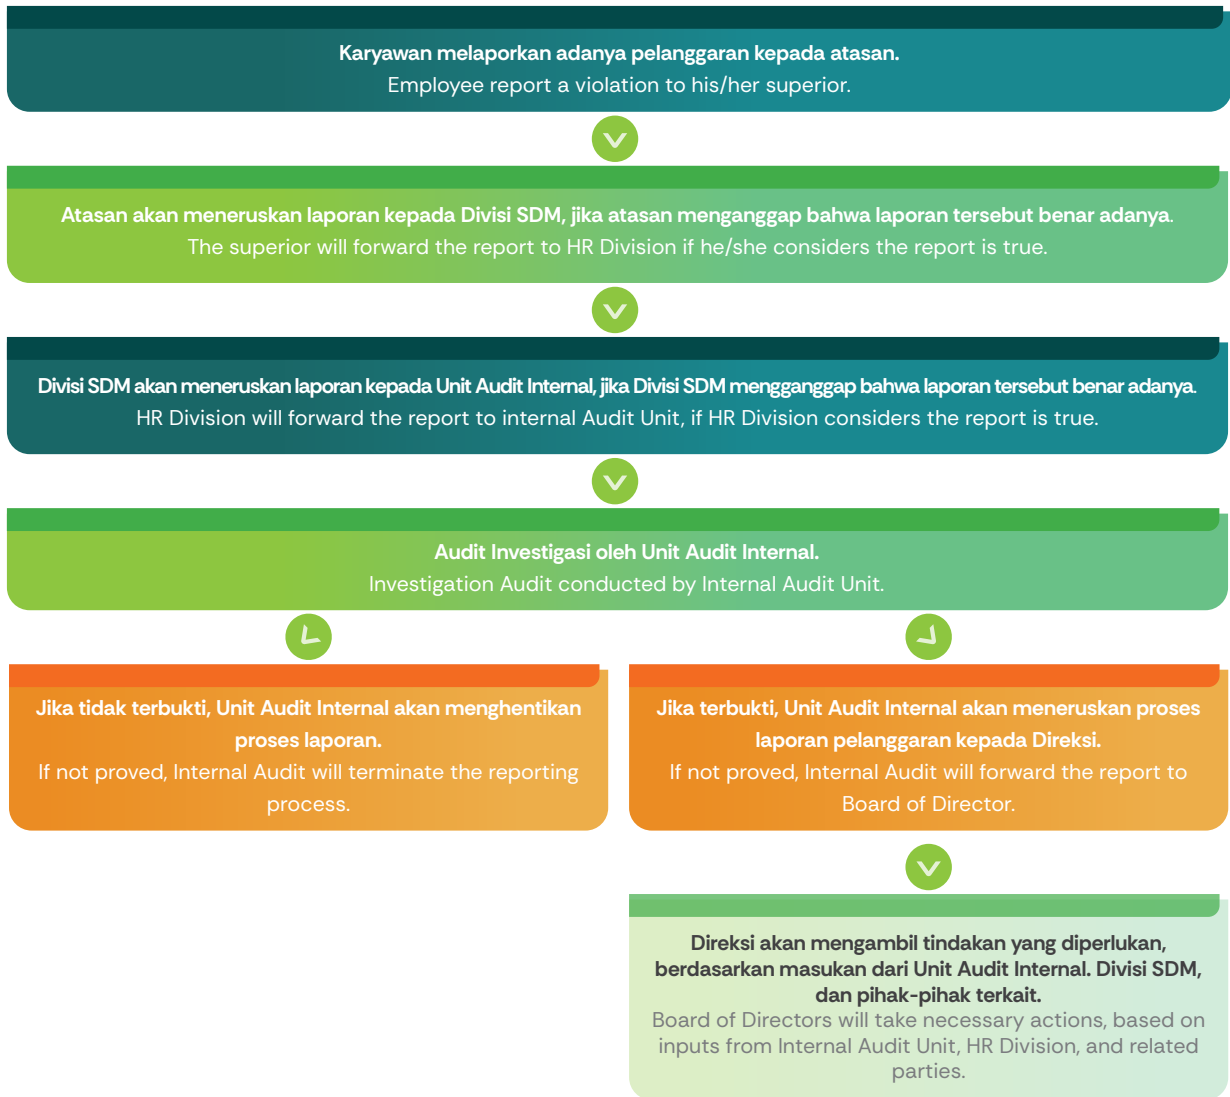 Karyawan melaporkan adanya pelanggaran kepada atasan.
Employee report a violation to his/her superior.
Atasan akan meneruskan laporan kepada Divisi SDM, jika atasan menganggap bahwa laporan tersebut benar adanya.
The superior will forward the report to HR Division if he/she considers the report is true.
Divisi SDM akan meneruskan laporan kepada Unit Audit Internal, jika Divisi SDM mengganggap bahwa laporan tersebut benar adanya.
HR Division will forward the report to internal Audit Unit, if HR Division considers the report is true.
Audit Investigasi oleh Unit Audit Internal.
Investigation Audit conducted by Internal Audit Unit.
Jika tidak terbukti, Unit Audit Internal akan menghentikan
proses laporan.
If not proved, Internal Audit will terminate the reporting
process.
Jika terbukti, Unit Audit Internal akan meneruskan proses
laporan pelanggaran kepada Direksi.
If not proved, Internal Audit will forward the report to
Board of Director.
Direksi akan mengambil tindakan yang diperlukan,
berdasarkan masukan dari Unit Audit Internal. Divisi SDM,
dan pihak-pihak terkait.
Board of Directors will take necessary actions, based on
inputs from Internal Audit Unit, HR Division, and related
parties.